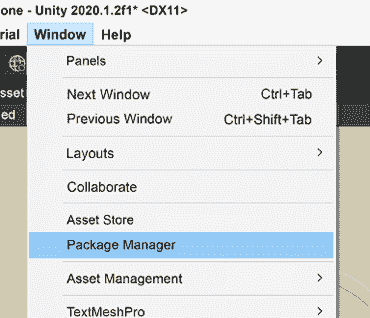 one - Unity 2020.1.2f1* <DX11>
rial Window Help
Panels
Asset
Next Window Ctrl+Tab
ed Previous Window Ctrl+Shift+Tab
Layouts
Collaborate
Asset Store
Package Manager
Asset Management
TextMeshPro